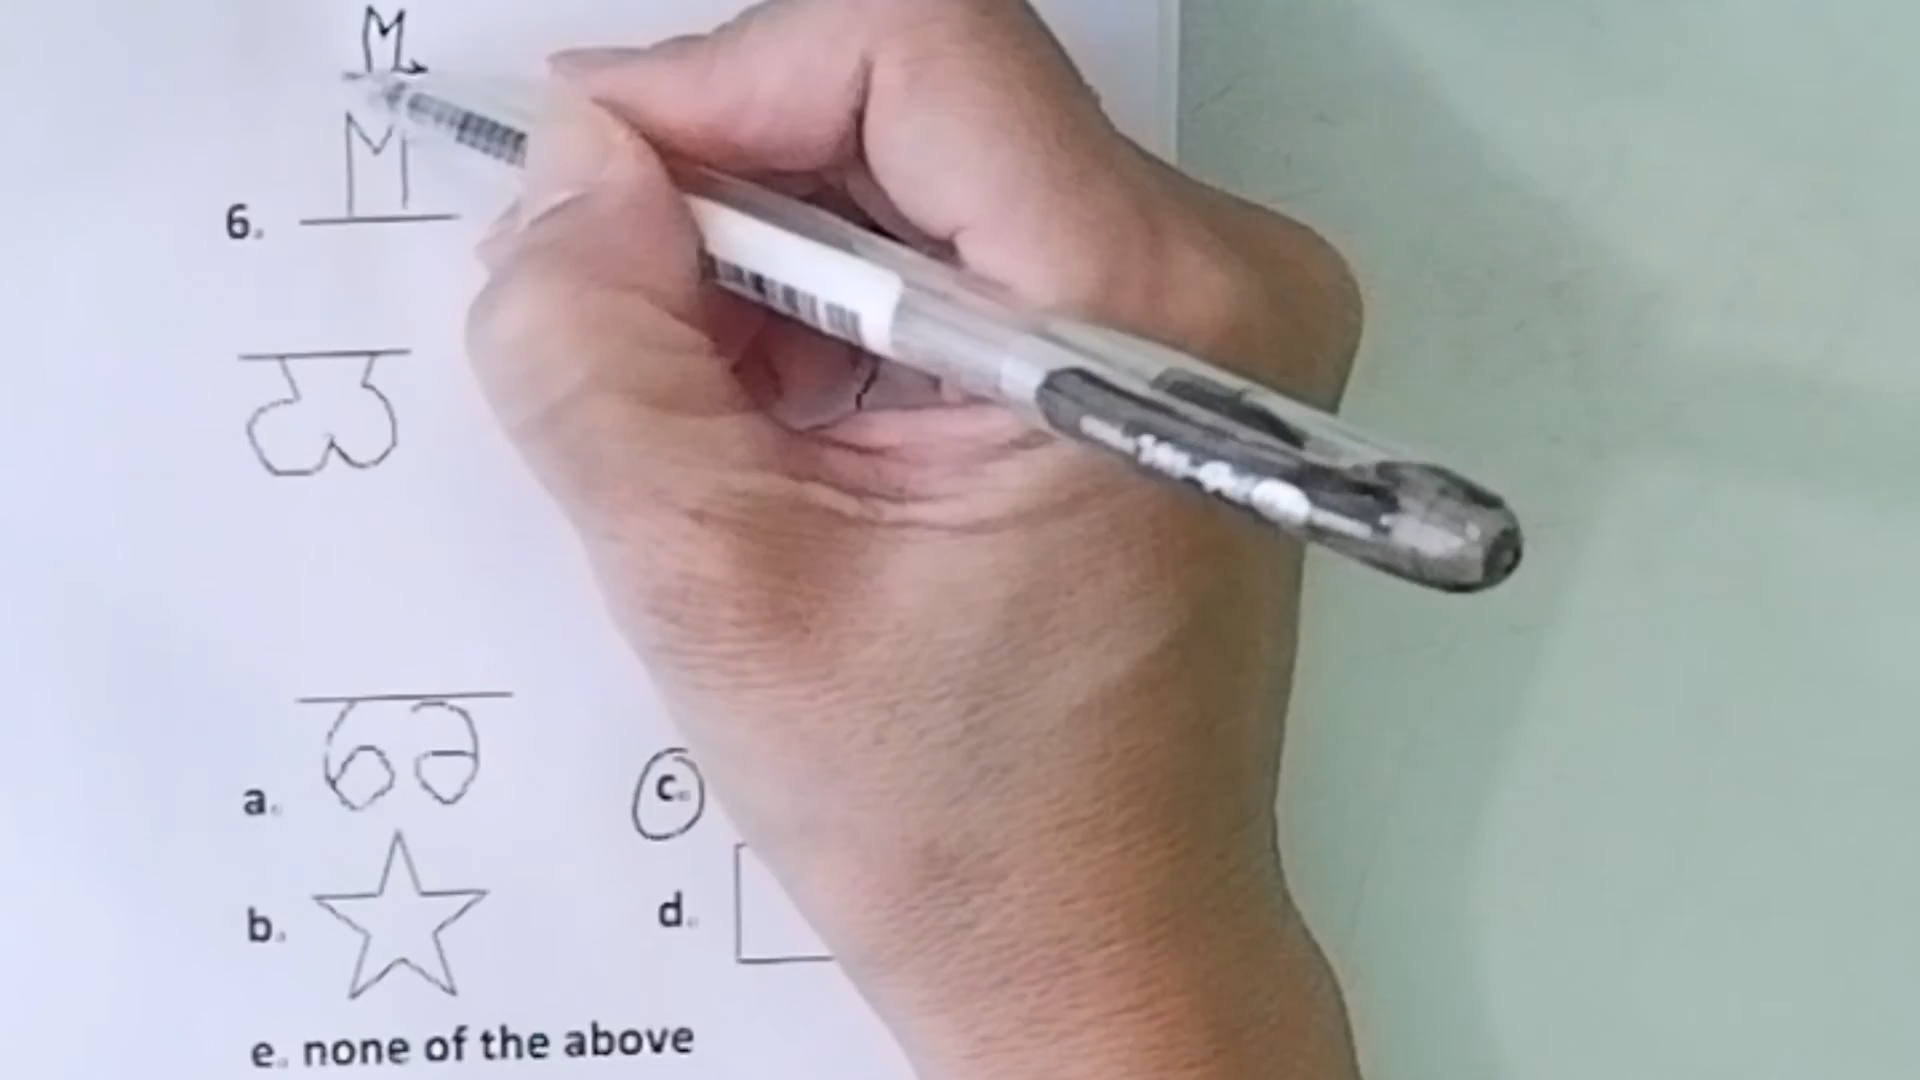 M
M
6.
a.
c.
b.
d.
e. none of the above